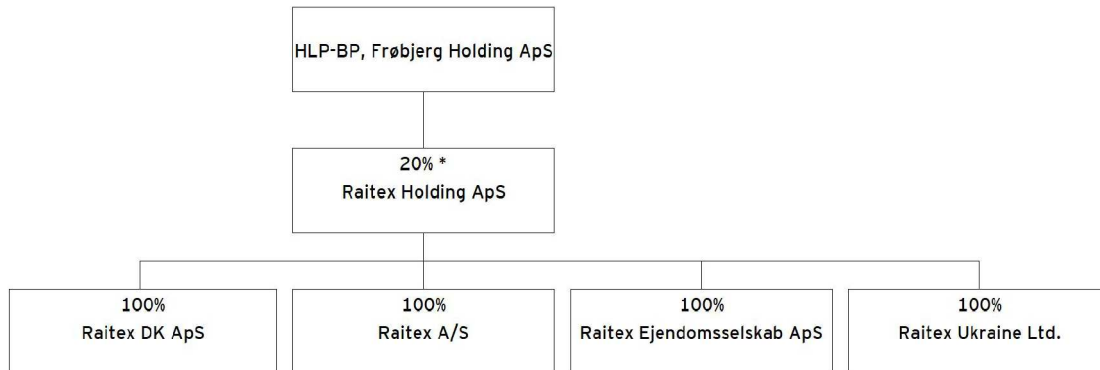 HLP-BP, Frøbjerg Holding ApS
20% *
Raitex Holding ApS
100%
Raitex DK ApS
100%
Raitex A/S
100%
Raitex Ejendomsselskab ApS
100%
Raitex Ukraine Ltd.